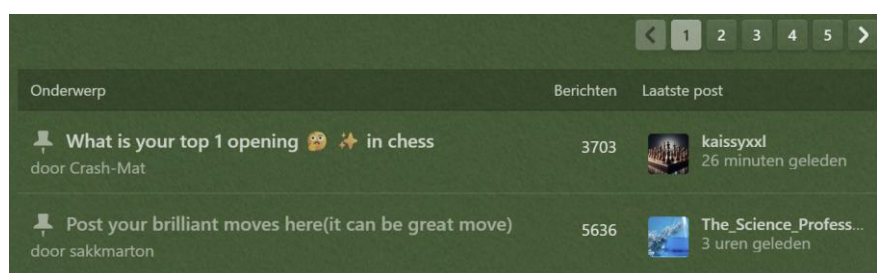 1 2 3 4 5
Onderwerp Berichten Laatste post
What is your top 1 opening 🤔 ✨ in chess 3703 kaissyxxl
door Crash-Mat 26 minuten geleden
Post your brilliant moves here(it can be great move) 5636 The_Science_Profess...
door sakkmarton 3 uren geleden